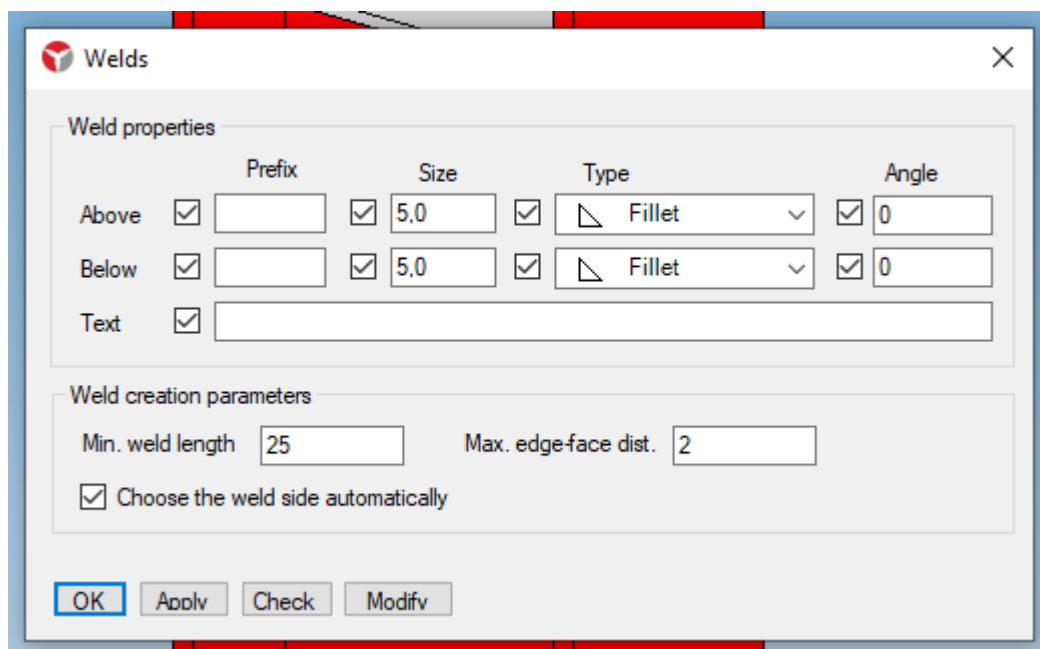 Welds
Weld properties
Prefix Size Type Angle
Above 5,0 Fillet 0
Below 5,0 Fillet 0
Text
Weld creation parameters
Min. weld length 25 Max. edge-face dist. 2
Choose the weld side automatically
OK Apply Check Modify